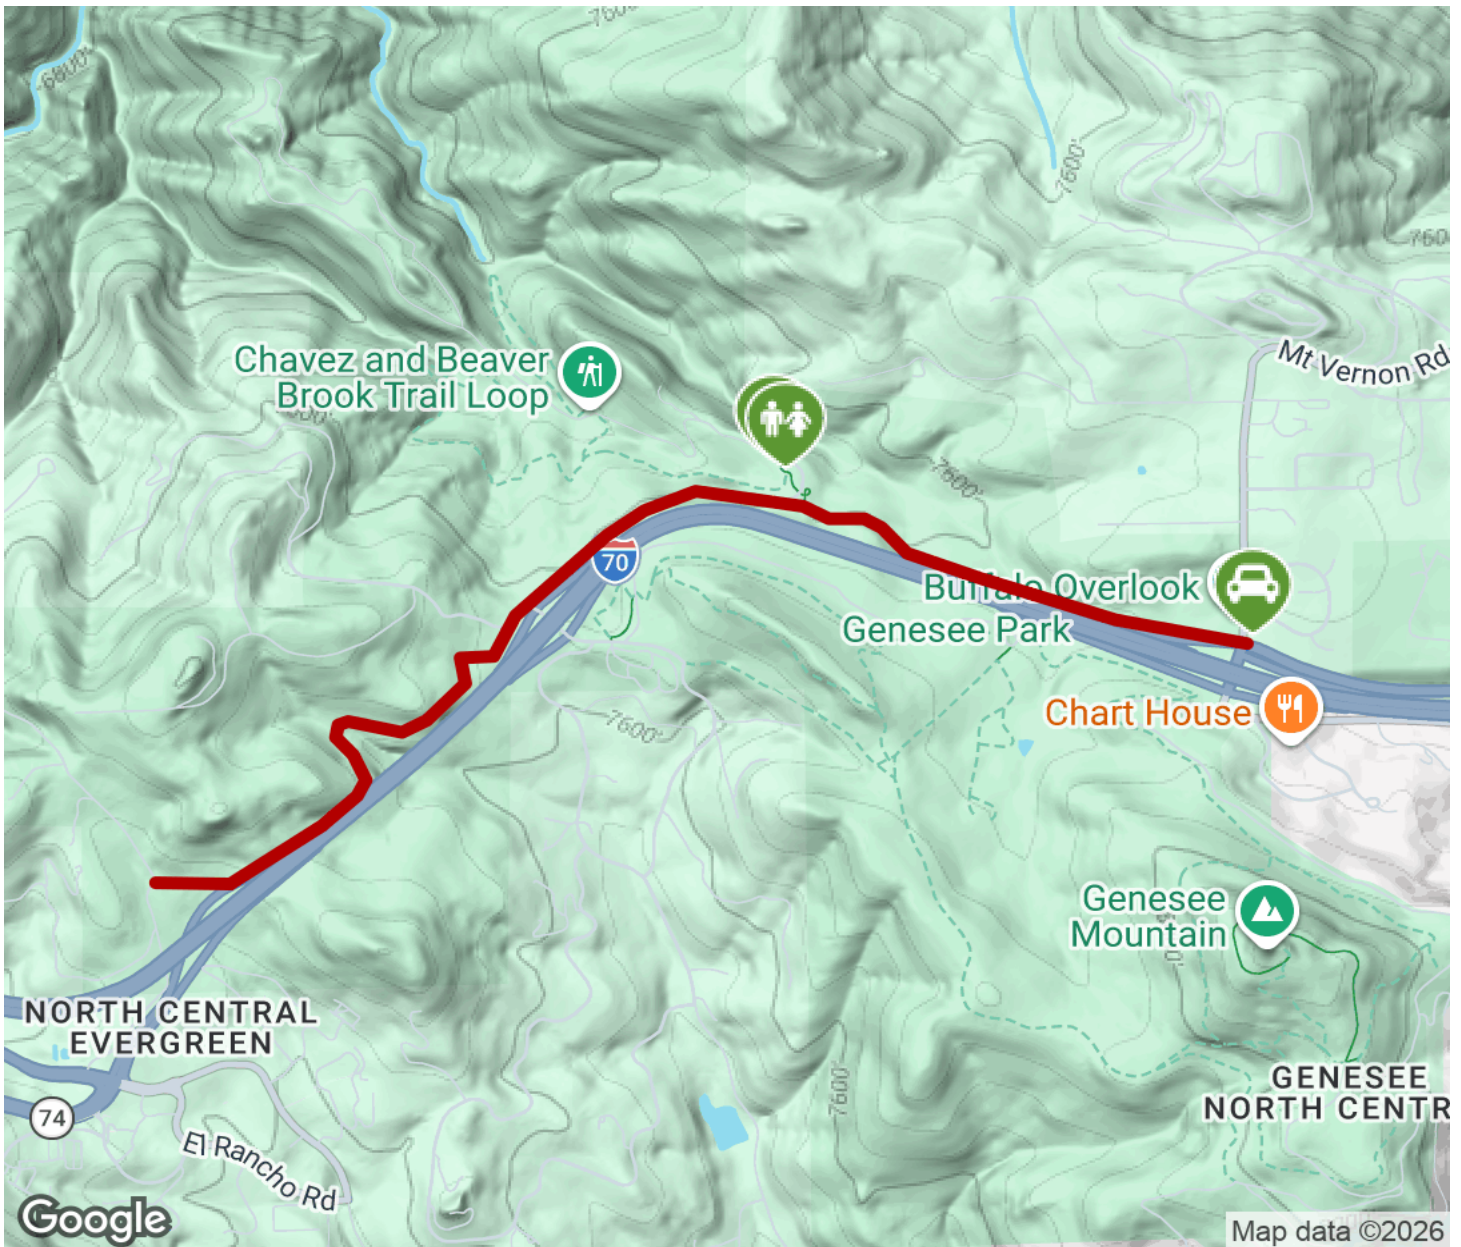 6800'
7600'
7600'
Chavez and Beaver
Brook Trail Loop
Mt Vernon Rd
7600'
70
Buffalo Overlook
Genesee Park
Chart House
7600'
Genesee
Mountain
NORTH CENTRAL
EVERGREEN
GENESEE
NORTH CENTR
7600'
74
El Rancho Rd
Google
Map data ©2026